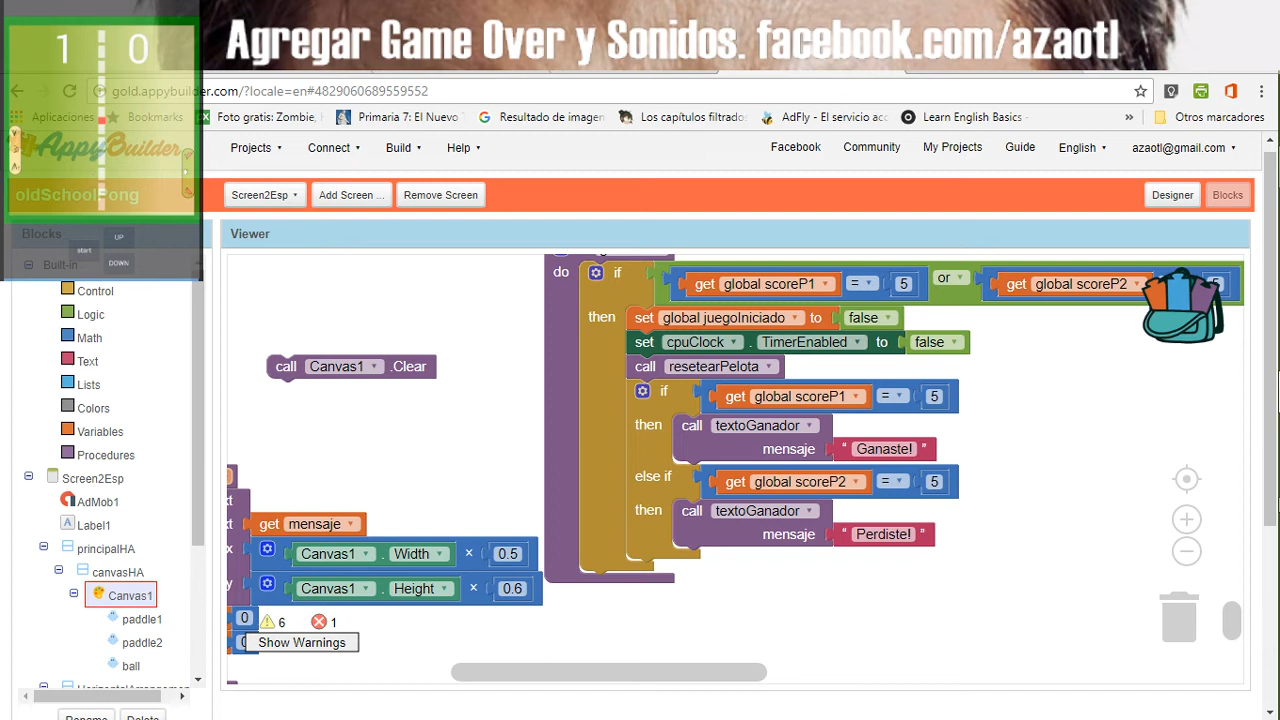 Agregar Game Over y Sonidos. facebook.com/azaotl
1 0
AppyBuilder
oldSchoolPong
start
UP
DOWN
gold.appybuilder.com/?locale=en#4829060689559552
Aplicaciones Bookmarks Foto gratis: Zombie, Primaria 7: El Nuevo Resultado de imagen Los capítulos filtrados AdFly - El servicio ac Learn English Basics - » Otros marcadores
Projects Connect Build Help Facebook Community My Projects Guide English azaotl@gmail.com
Screen2Esp Add Screen ... Remove Screen Designer Blocks
Blocks
Viewer
Built-in
Control
Logic
Math
Text
Lists
Colors
Variables
Procedures
Screen2Esp
AdMob1
Label1
principalHA
canvasHA
Canvas1
paddle1
paddle2
ball
Rename Delete
do if get global scoreP1 = 5 or get global scoreP2 5
then set global juegoIniciado to false
set cpuClock . TimerEnabled to false
call resetearPelota
if get global scoreP1 = 5
then call textoGanador
mensaje " Ganaste! "
else if get global scoreP2 = 5
then call textoGanador
mensaje " Perdiste! "
call Canvas1 .Clear
get mensaje
x Canvas1 . Width × 0.5
y Canvas1 . Height × 0.6
0
6 1
Show Warnings